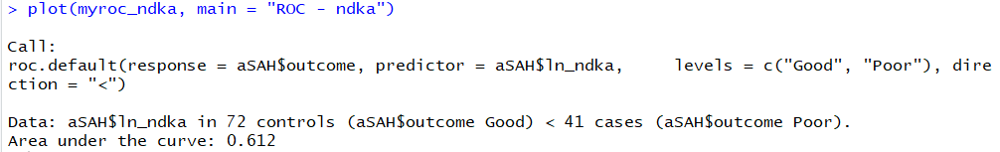 > plot(myroc_ndka, main = "ROC - ndka")
Call:
roc.default(response = aSAH$outcome, predictor = aSAH$ln_ndka,     levels = c("Good", "Poor"), dire
ction = "<")
Data: aSAH$ln_ndka in 72 controls (aSAH$outcome Good) < 41 cases (aSAH$outcome Poor).
Area under the curve: 0.612